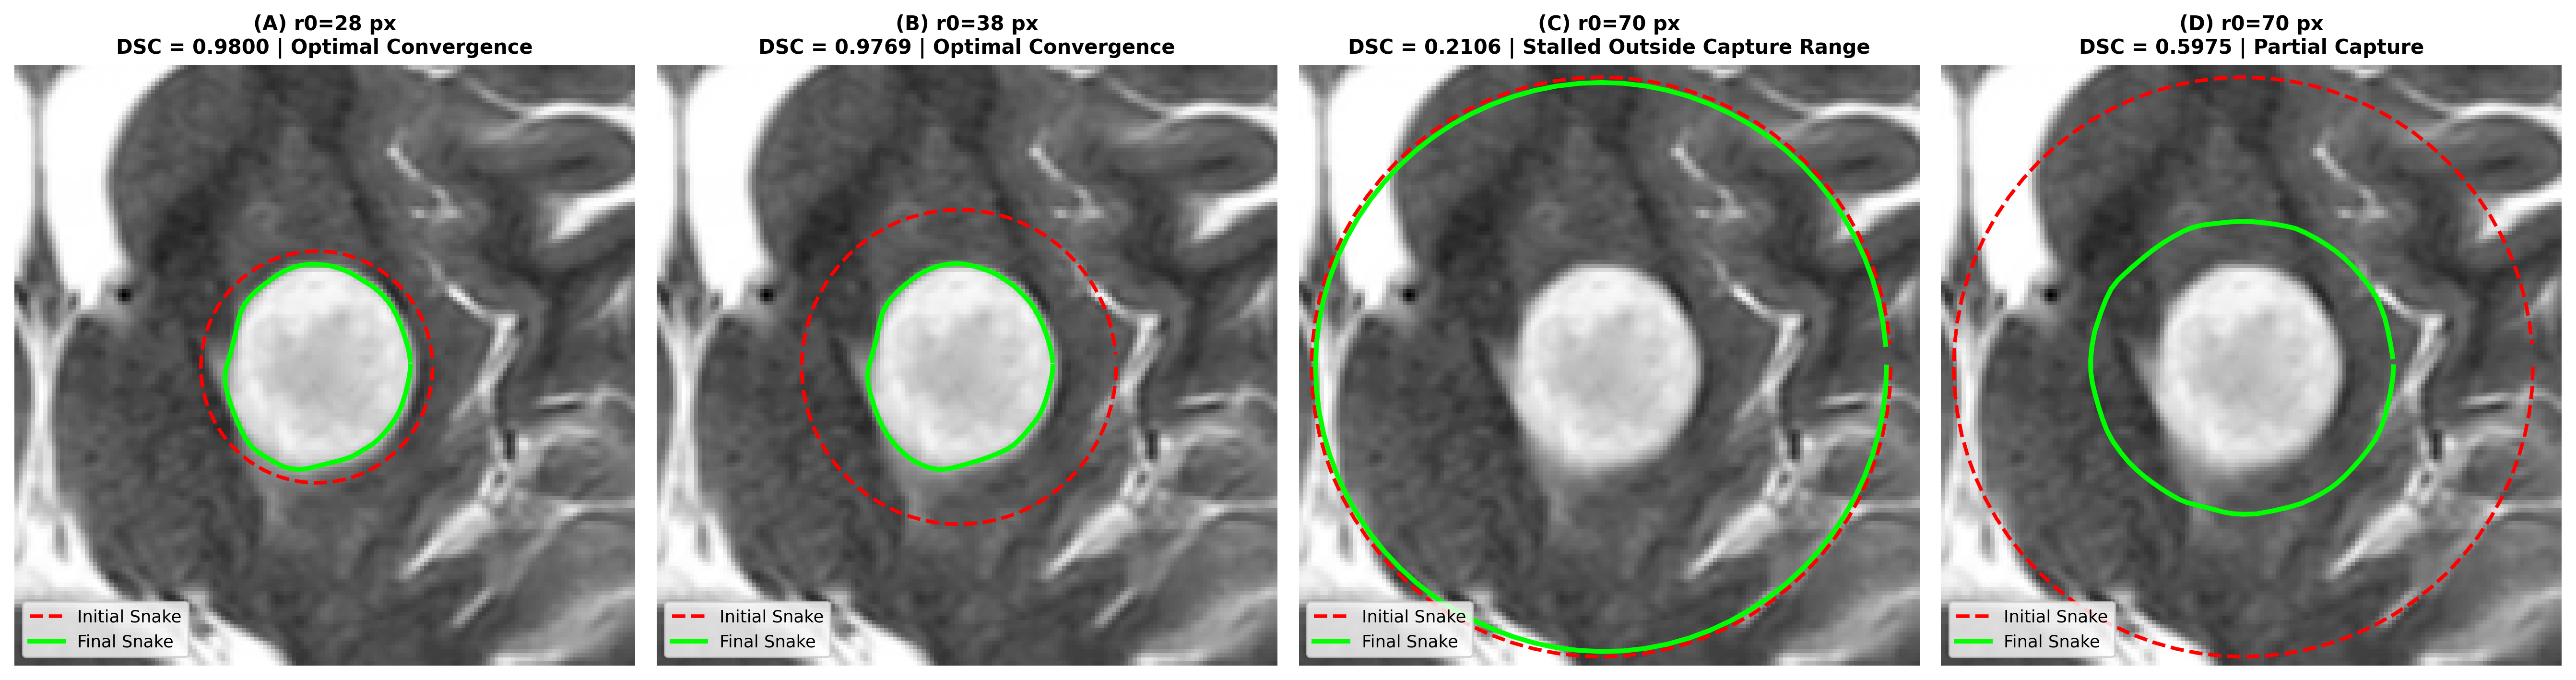 (A) r0=28 px
DSC = 0.9800 | Optimal Convergence
Initial Snake
Final Snake
(B) r0=38 px
DSC = 0.9769 | Optimal Convergence
Initial Snake
Final Snake
(C) r0=70 px
DSC = 0.2106 | Stalled Outside Capture Range
Initial Snake
Final Snake
(D) r0=70 px
DSC = 0.5975 | Partial Capture
Initial Snake
Final Snake